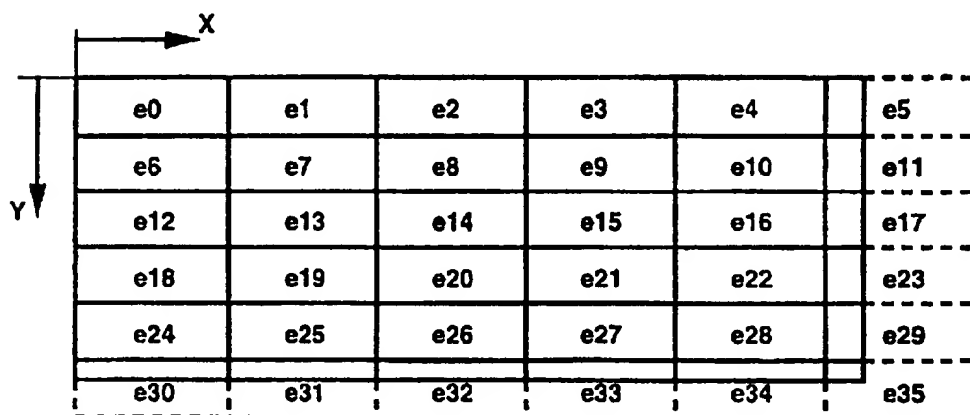 X
e0 e1 e2 e3 e4 e5
e6 e7 e8 e9 e10 e11
Y
e12 e13 e14 e15 e16 e17
e18 e19 e20 e21 e22 e23
e24 e25 e26 e27 e28 e29
e30 e31 e32 e33 e34 e35